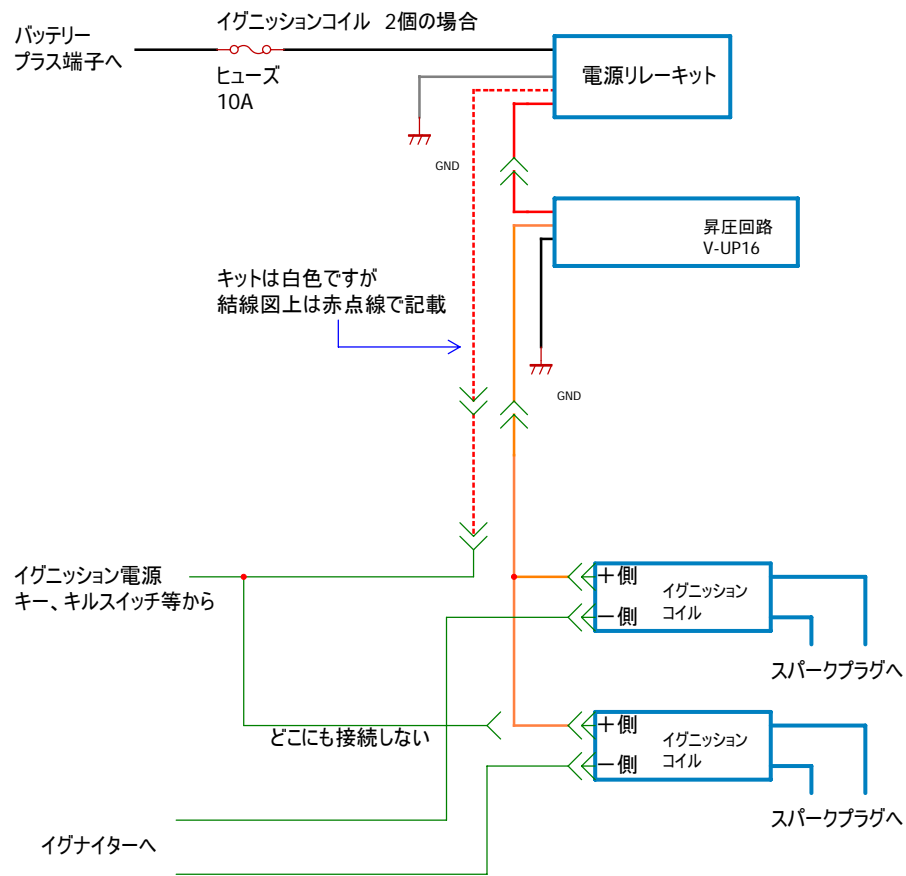 イグニッションコイル 2個の場合
バッテリー
プラス端子へ
ヒューズ
10A
電源リレーキット
GND
昇圧回路
V-UP16
キットは白色ですが
結線図上は赤点線で記載
GND
イグニッション電源
キー、キルスイッチ等から
+側
-側
イグニッション
コイル
スパークプラグへ
どこにも接続しない
+側
-側
イグニッション
コイル
スパークプラグへ
イグナイターへ